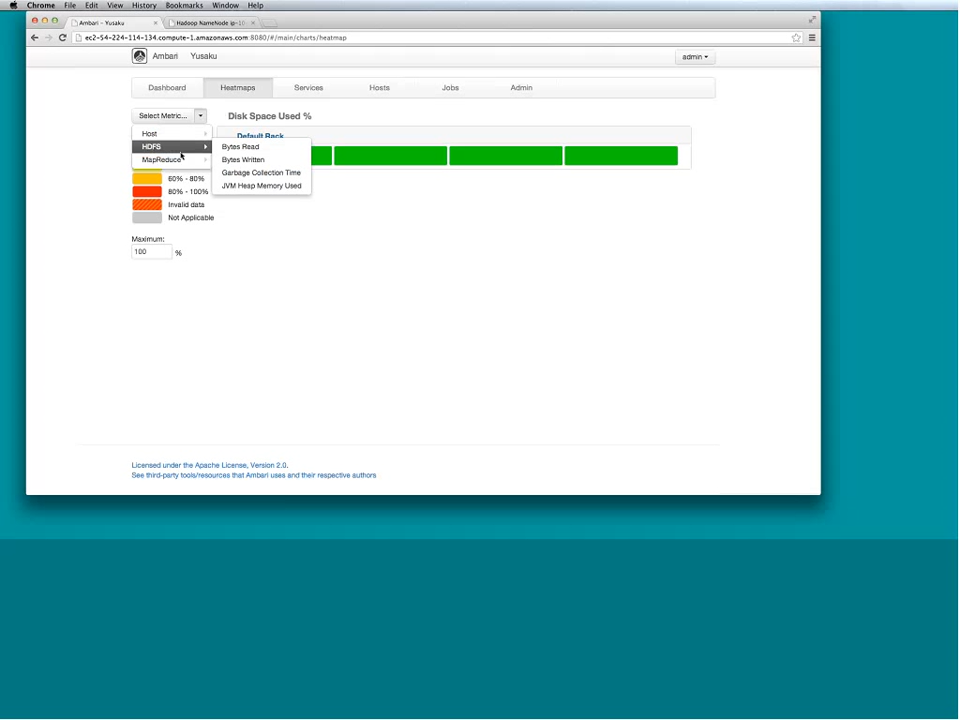 Chrome File Edit View History Bookmarks Window Help
Ambari - Yusaku
Hadoop NameNode ip-10-
ec2-54-224-114-134.compute-1.amazonaws.com:8080/#/main/charts/heatmap
Ambari Yusaku
admin
Dashboard Heatmaps Services Hosts Jobs Admin
Select Metric...
Disk Space Used %
Host
HDFS
MapReduce
Default Rack
Bytes Read
Bytes Written
Garbage Collection Time
JVM Heap Memory Used
60% - 80%
80% - 100%
Invalid data
Not Applicable
Maximum:
100 %
Licensed under the Apache License, Version 2.0.
See third-party tools/resources that Ambari uses and their respective authors